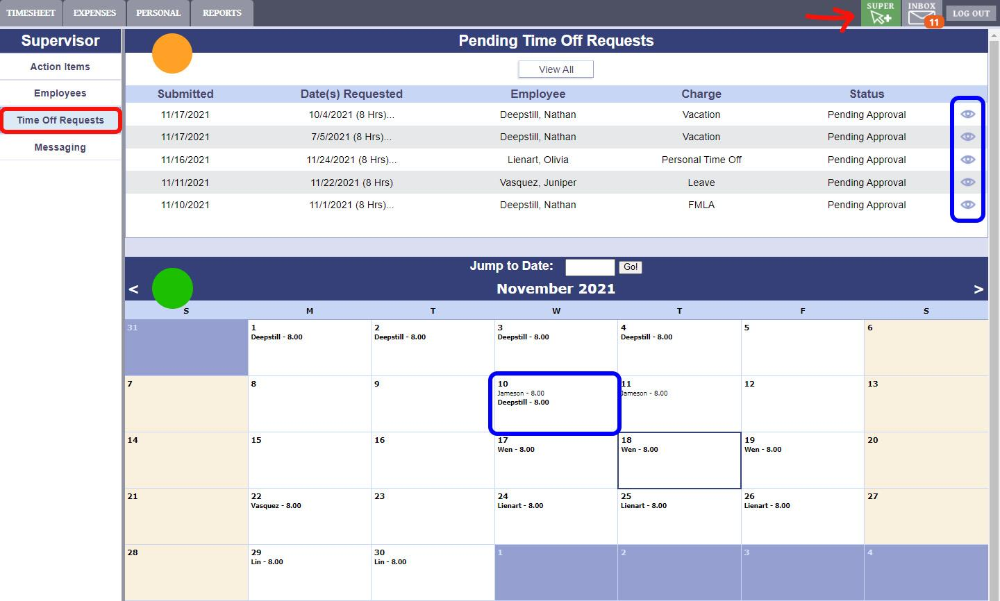 TIMESHEET EXPENSES PERSONAL REPORTS SUPER INBOX 11 LOG OUT
Supervisor
Action Items
Employees
Time Off Requests
Messaging
Pending Time Off Requests
View All
Submitted Date(s) Requested Employee Charge Status
11/17/2021 10/4/2021 (8 Hrs)... Deepstill, Nathan Vacation Pending Approval
11/17/2021 7/5/2021 (8 Hrs)... Deepstill, Nathan Vacation Pending Approval
11/16/2021 11/24/2021 (8 Hrs)... Lienart, Olivia Personal Time Off Pending Approval
11/11/2021 11/22/2021 (8 Hrs) Vasquez, Juniper Leave Pending Approval
11/10/2021 11/1/2021 (8 Hrs)... Deepstill, Nathan FMLA Pending Approval
Jump to Date: Go!
< November 2021 >
S M T W T F S
31 1 2 3 4 5 6
Deepstill - 8.00 Deepstill - 8.00 Deepstill - 8.00 Deepstill - 8.00
7 8 9 10 11 12 13
Jameson - 8.00 Jameson - 8.00
Deepstill - 8.00
14 15 16 17 18 19 20
Wen - 8.00 Wen - 8.00 Wen - 8.00
21 22 23 24 25 26 27
Vasquez - 8.00 Lienart - 8.00 Lienart - 8.00 Lienart - 8.00
28 29 30 1 2 3 4
Lin - 8.00 Lin - 8.00